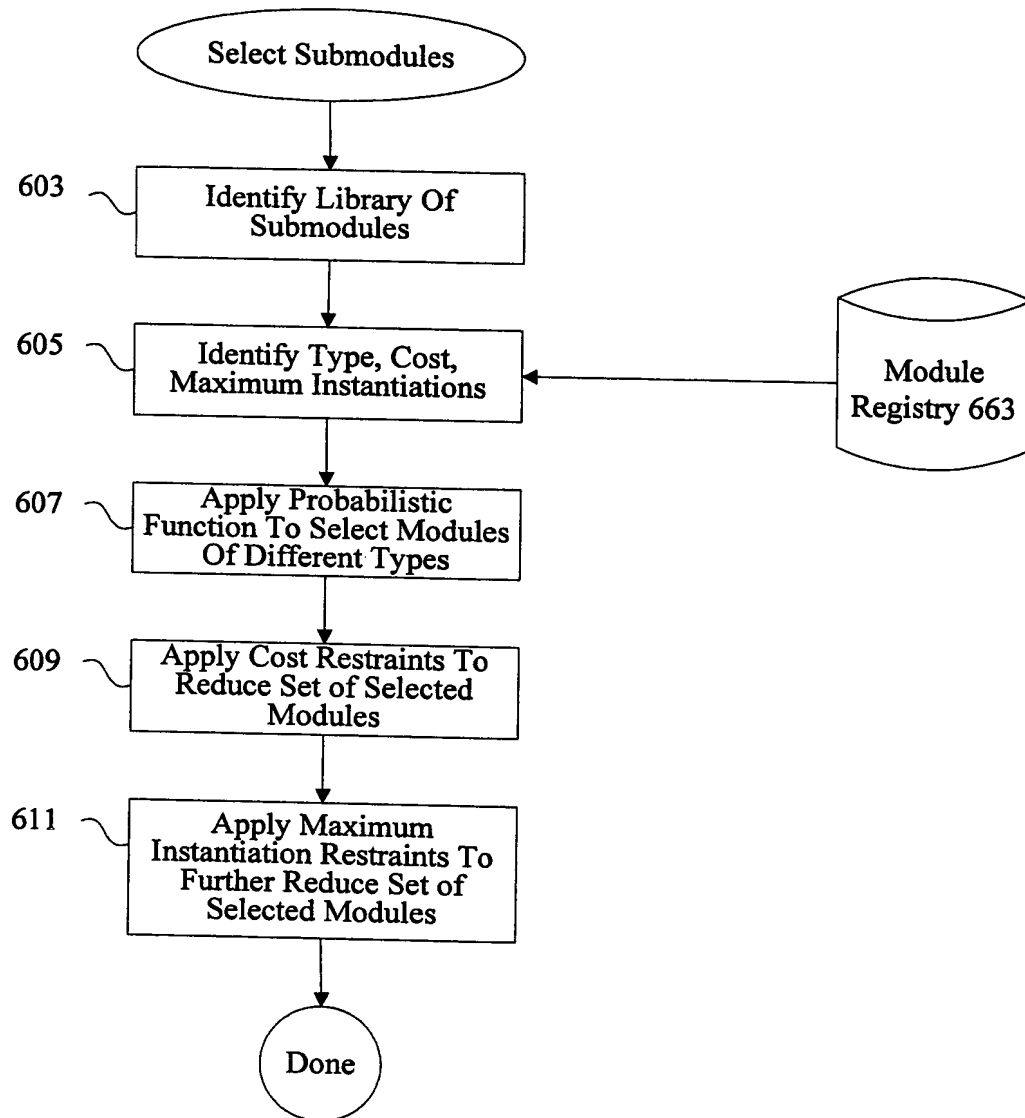 Select Submodules
603
Identify Library Of
Submodules
605
Identify Type, Cost,
Maximum Instantiations
Module
Registry 663
607
Apply Probabilistic
Function To Select Modules
Of Different Types
609
Apply Cost Restraints To
Reduce Set of Selected
Modules
611
Apply Maximum
Instantiation Restraints To
Further Reduce Set of
Selected Modules
Done